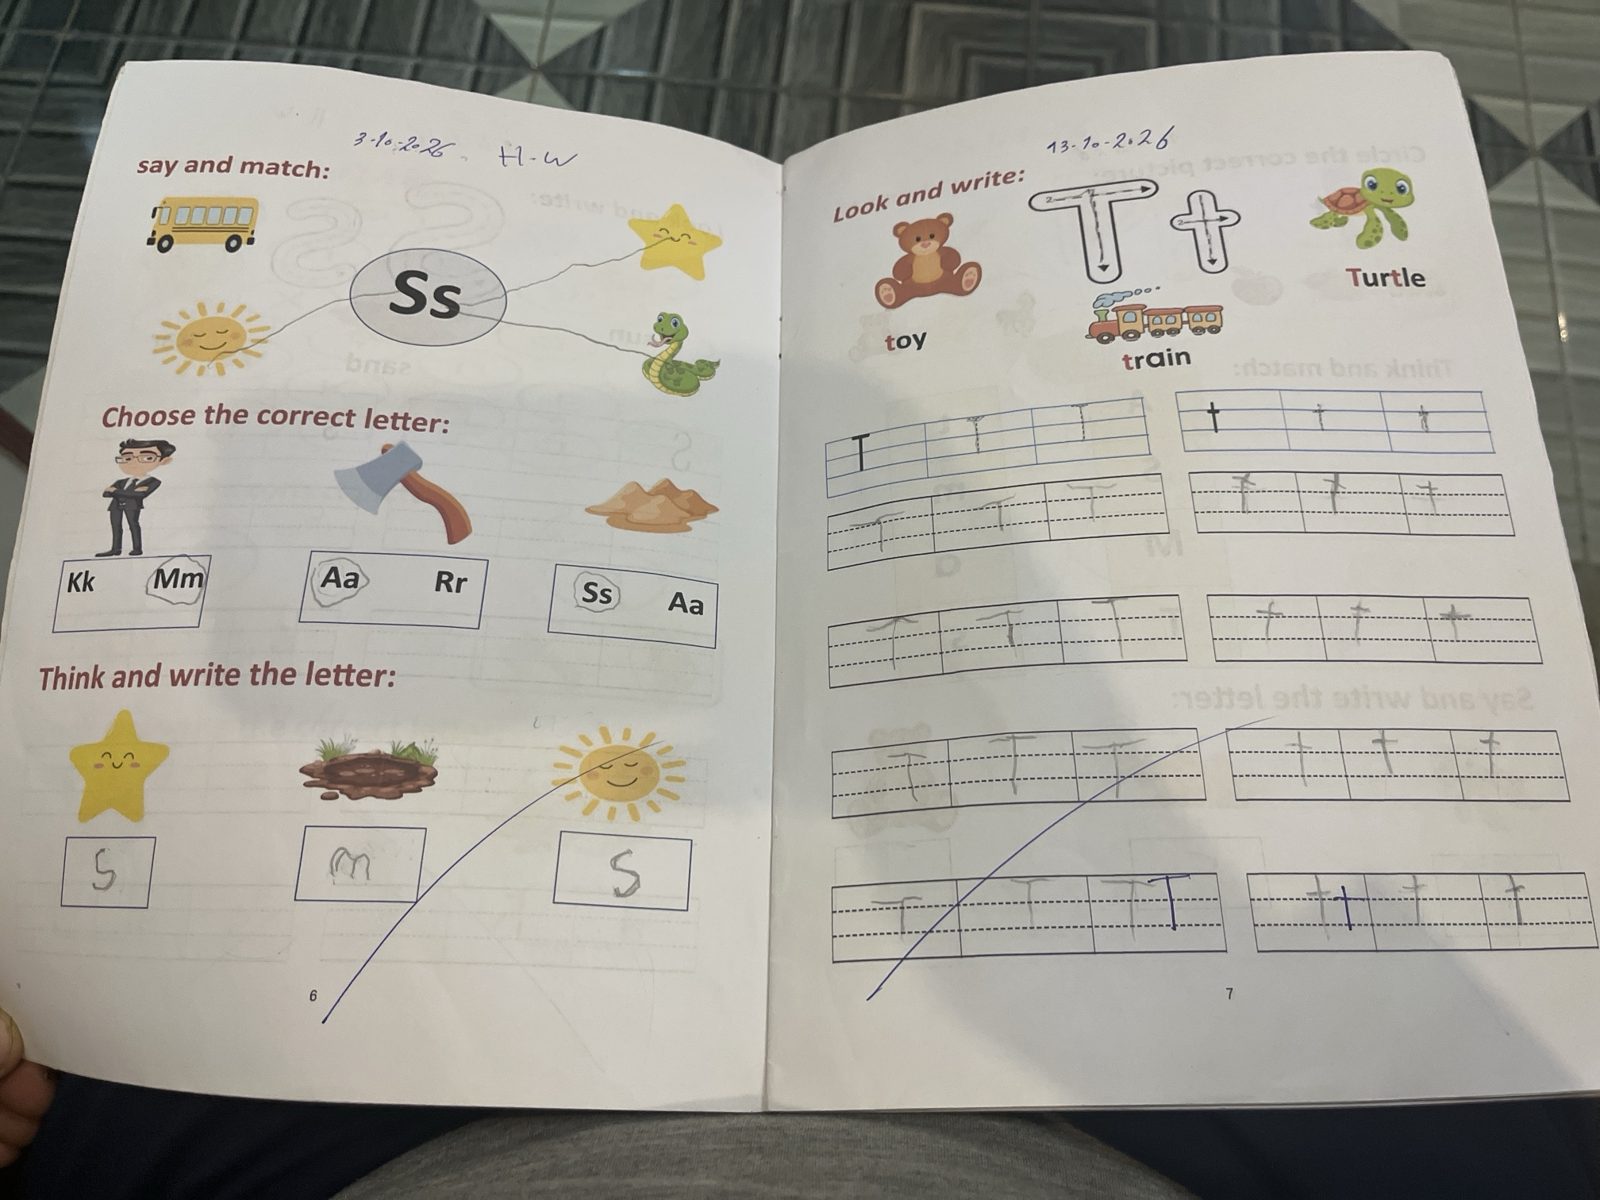 3-10-2026 H-W
say and match:
Ss
Choose the correct letter:
Kk Mm
Aa Rr
Ss Aa
Think and write the letter:
S m S
6
13-10-2026
Look and write:
T t
toy
train
Turtle
T T T t t t
T T T t t t
T T T t t t
T T T t t t
T T T T t t t t
7